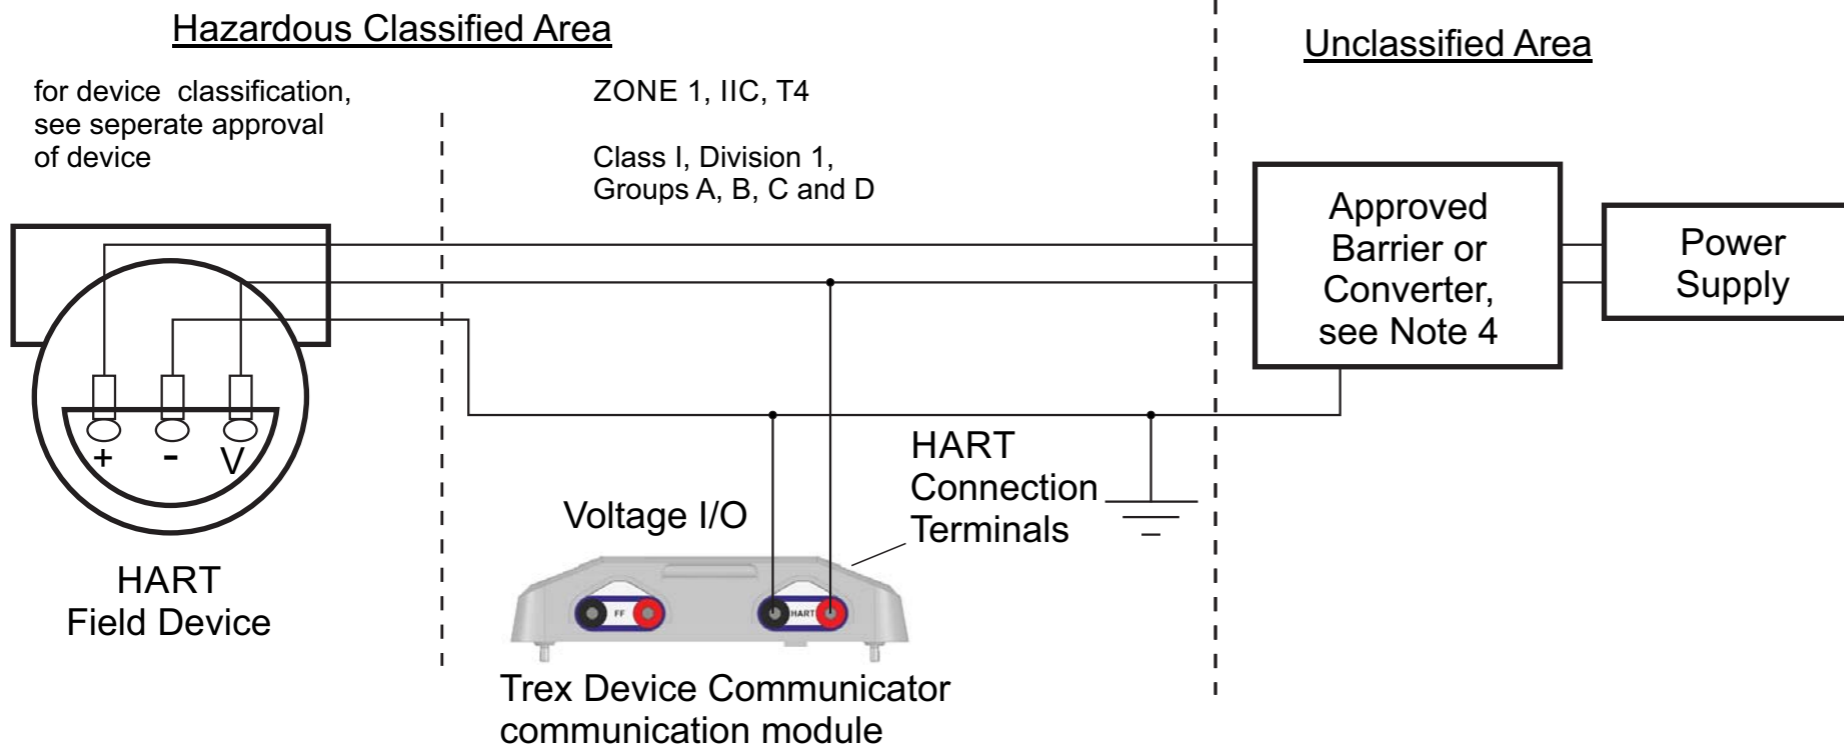 Hazardous Classified Area
Unclassified Area
for device classification,
see seperate approval
of device
ZONE 1, IIC, T4
Class I, Division 1,
Groups A, B, C and D
Approved
Barrier or
Converter,
see Note 4
Power
Supply
+ - V
HART
Connection
Terminals
Voltage I/O
FF
HART
HART
Field Device
Trex Device Communicator
communication module